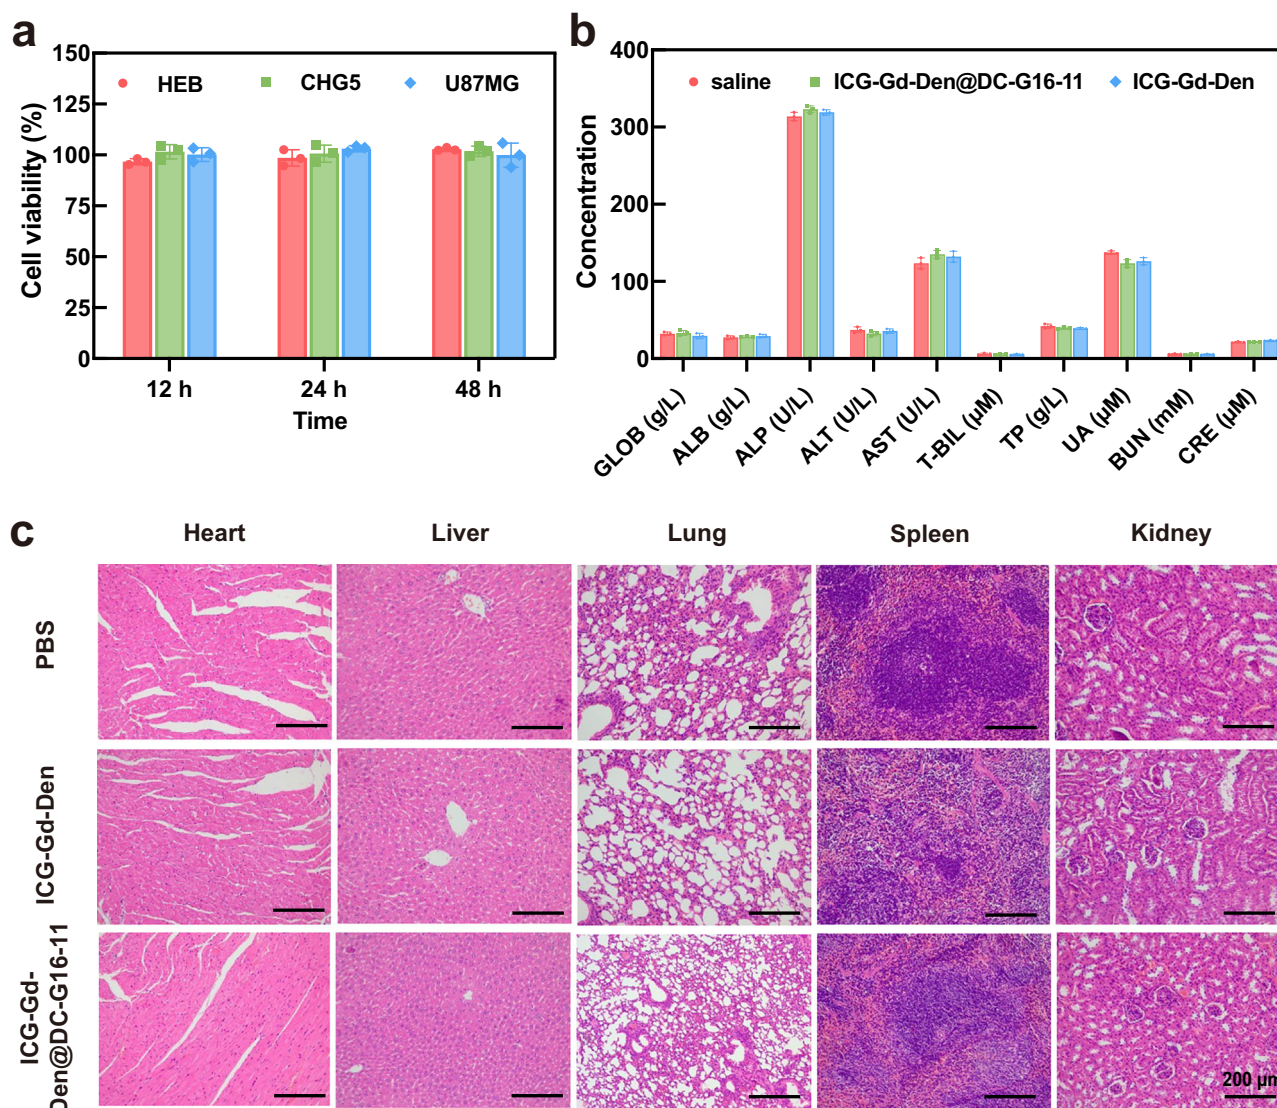 a
150
125
100
75
50
25
0
Cell viability (%)
HEB
CHG5
U87MG
12 h
24 h
48 h
Time
b
400
300
200
100
0
Concentration
saline
ICG-Gd-Den@DC-G16-11
ICG-Gd-Den
GLOB (g/L)
ALB (g/L)
ALP (U/L)
ALT (U/L)
AST (U/L)
T-BIL (µM)
TP (g/L)
UA (µM)
BUN (mM)
CRE (µM)
c
Heart
Liver
Lung
Spleen
Kidney
PBS
ICG-Gd-Den
ICG-Gd-
Den@DC-G16-11
200 µm